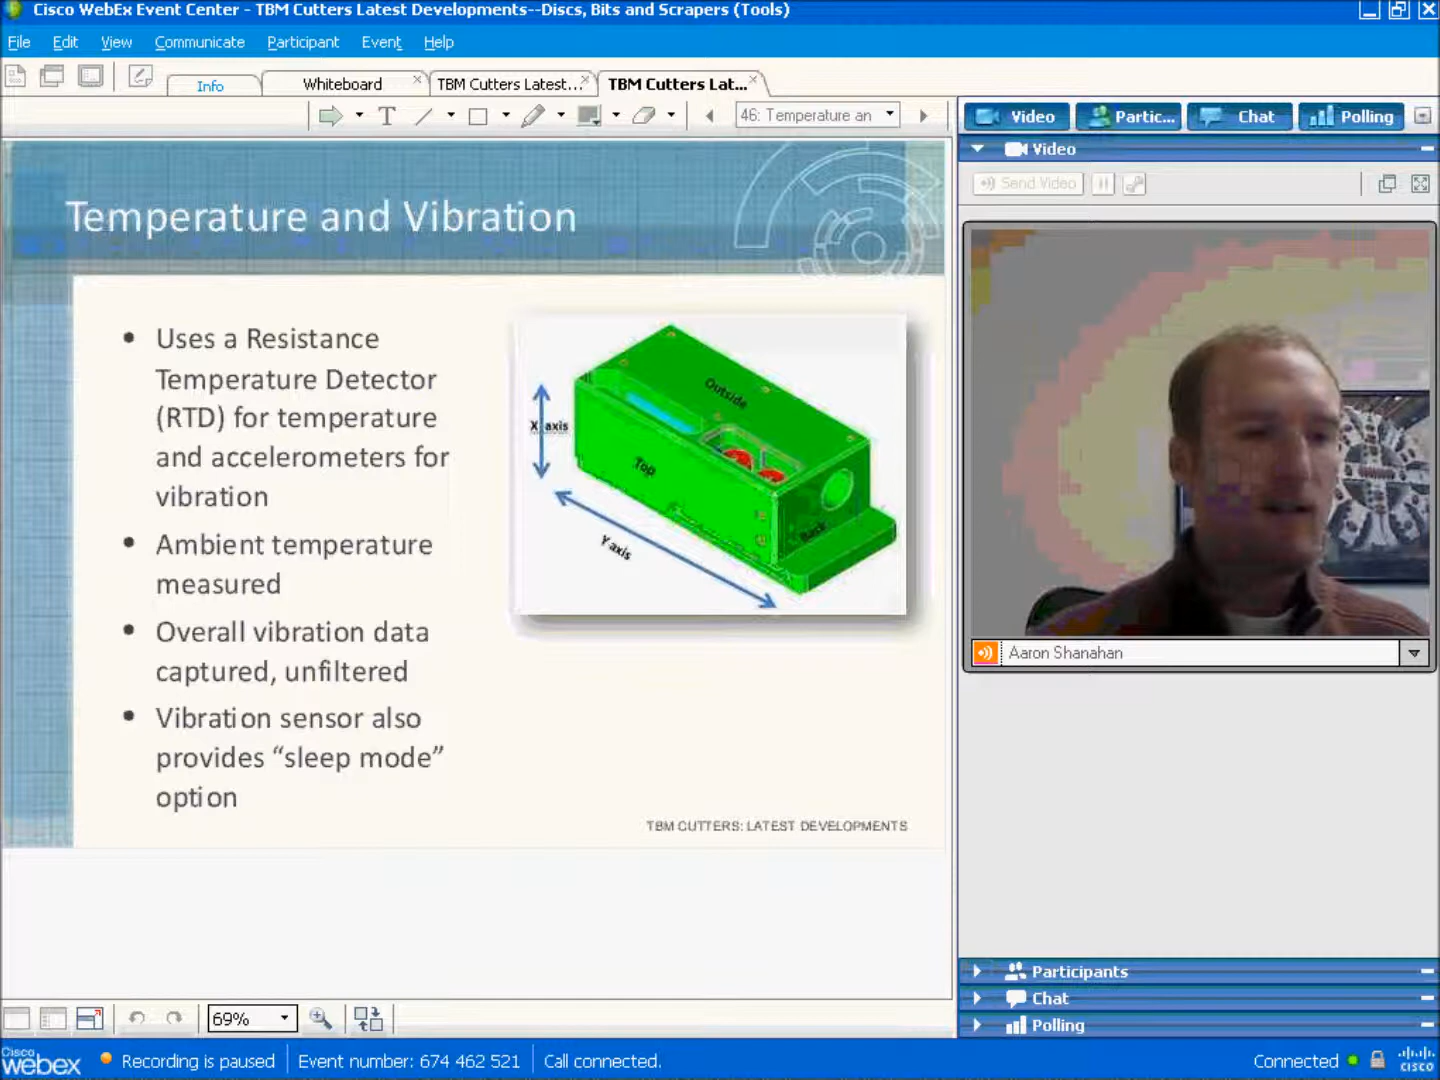 Cisco WebEx Event Center - TBM Cutters Latest Developments--Discs, Bits and Scrapers (Tools)
File Edit View Communicate Participant Event Help
Info Whiteboard TBM Cutters Latest... TBM Cutters Lat...
46: Temperature an
Video Partic... Chat Polling
Video
Send Video
Temperature and Vibration
• Uses a Resistance
Temperature Detector
(RTD) for temperature
and accelerometers for
vibration
• Ambient temperature
measured
• Overall vibration data
captured, unfiltered
• Vibration sensor also
provides “sleep mode”
option
Outside
X axis
Top
Back
Y axis
TBM CUTTERS: LATEST DEVELOPMENTS
Aaron Shanahan
Participants
Chat
Polling
69%
Cisco webex Recording is paused Event number: 674 462 521 Call connected. Connected CISCO